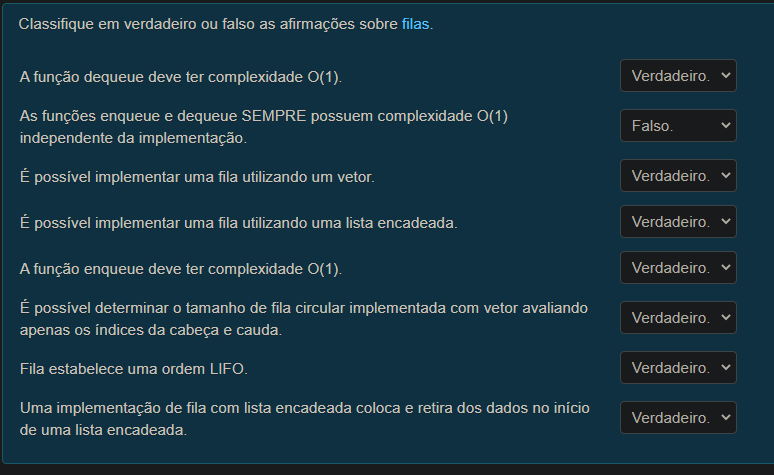 Classifique em verdadeiro ou falso as afirmações sobre filas.
A função dequeue deve ter complexidade O(1). Verdadeiro.
As funções enqueue e dequeue SEMPRE possuem complexidade O(1)
independente da implementação. Falso.
É possível implementar uma fila utilizando um vetor. Verdadeiro.
É possível implementar uma fila utilizando uma lista encadeada. Verdadeiro.
A função enqueue deve ter complexidade O(1). Verdadeiro.
É possível determinar o tamanho de fila circular implementada com vetor avaliando
apenas os índices da cabeça e cauda. Verdadeiro.
Fila estabelece uma ordem LIFO. Verdadeiro.
Uma implementação de fila com lista encadeada coloca e retira dos dados no início
de uma lista encadeada. Verdadeiro.